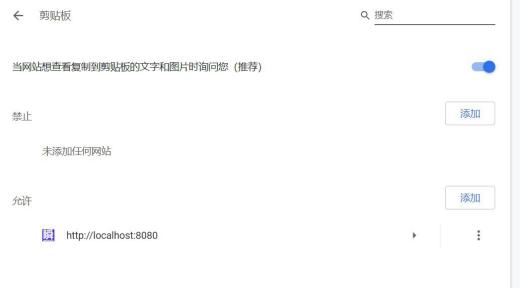 剪贴板
搜索
当网站想查看复制到剪贴板的文字和图片时询问您（推荐）
禁止
添加
未添加任何网站
允许
添加
http://localhost:8080